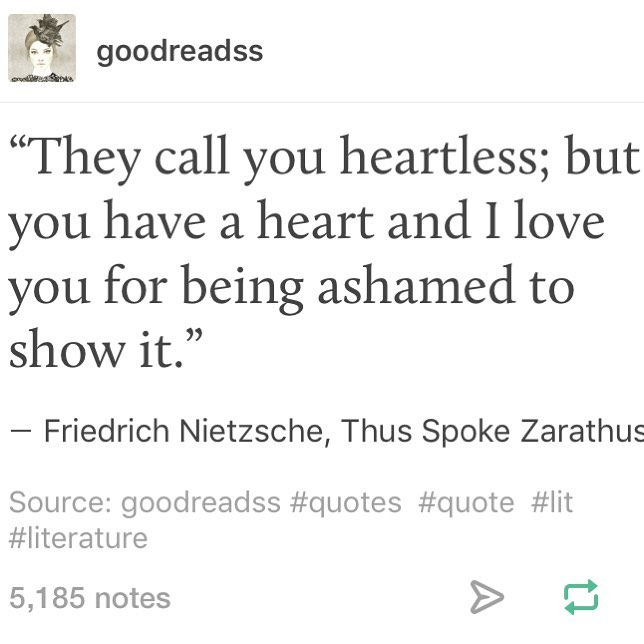 goodreadss
“They call you heartless; but
you have a heart and I love
you for being ashamed to
show it.”
— Friedrich Nietzsche, Thus Spoke Zarathus
Source: goodreadss #quotes #quote #lit
#literature
5,185 notes